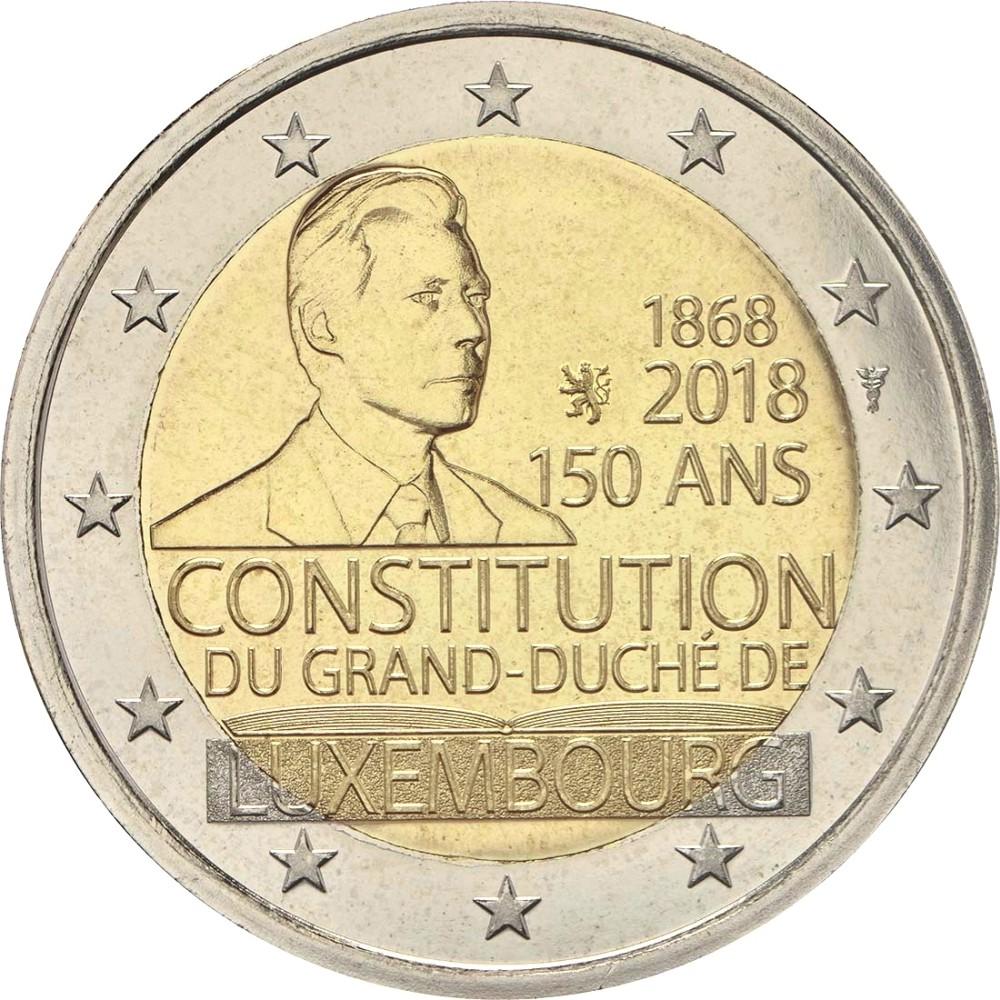 1868
2018
150 ANS
CONSTITUTION
DU GRAND-DUCHÉ DE
LUXEMBOURG